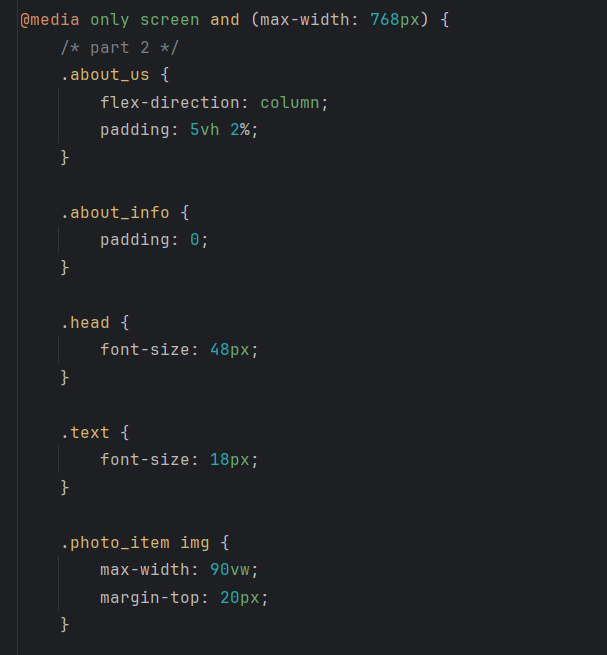 @media only screen and (max-width: 768px) {
    /* part 2 */
    .about_us {
        flex-direction: column;
        padding: 5vh 2%;
    }

    .about_info {
        padding: 0;
    }

    .head {
        font-size: 48px;
    }

    .text {
        font-size: 18px;
    }

    .photo_item img {
        max-width: 90vw;
        margin-top: 20px;
    }